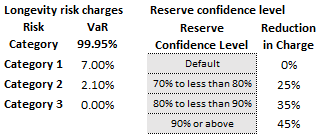 Longevity risk charges
Risk Category VaR 99.95%
Category 1 7.00%
Category 2 2.10%
Category 3 0.00%
Reserve confidence level
Reserve Confidence Level Reduction in Charge
Default 0%
70% to less than 80% 25%
80% to less than 90% 35%
90% or above 45%